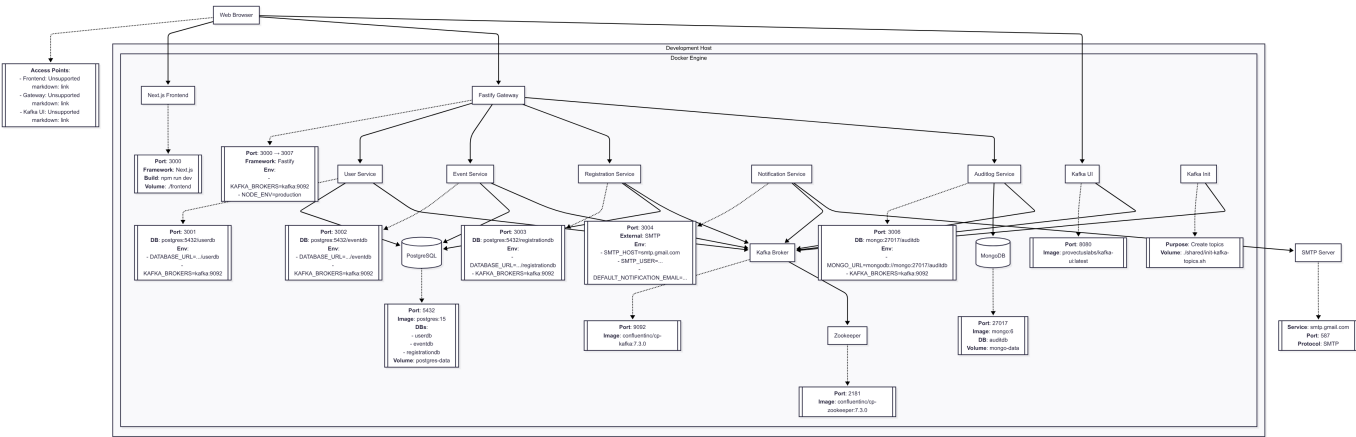 Web Browser
Development Host
Docker Engine
Access Points:
- Frontend: Unsupported
markdown: link
- Gateway: Unsupported
markdown: link
- Kafka UI: Unsupported
markdown: link
Next.js Frontend
Fastify Gateway
Port: 3000
Framework: Next.js
Build: npm run dev
Volume: ./frontend
Port: 3000 → 3007
Framework: Fastify
Env:
-
KAFKA_BROKERS=kafka:9092
- NODE_ENV=production
User Service
Event Service
Registration Service
Notification Service
Auditlog Service
Kafka UI
Kafka Init
Port: 3001
DB: postgres:5432/userdb
Env:
- DATABASE_URL=.../userdb
-
KAFKA_BROKERS=kafka:9092
Port: 3002
DB: postgres:5432/eventdb
Env:
- DATABASE_URL=.../eventdb
-
KAFKA_BROKERS=kafka:9092
PostgreSQL
Port: 3003
DB: postgres:5432/registrationdb
Env:
-
DATABASE_URL=.../registrationdb
- KAFKA_BROKERS=kafka:9092
Port: 3004
External: SMTP
Env:
- SMTP_HOST=smtp.gmail.com
- SMTP_USER=...
-
DEFAULT_NOTIFICATION_EMAIL=...
Kafka Broker
Port: 3006
DB: mongo:27017/auditdb
Env:
-
MONGO_URL=mongodb://mongo:27017/auditdb
- KAFKA_BROKERS=kafka:9092
MongoDB
Port: 8080
Image: provectuslabs/kafka-
ui:latest
Purpose: Create topics
Volume: ./shared/init-kafka-
topics.sh
SMTP Server
Port: 5432
Image: postgres:15
DBs:
- userdb
- eventdb
- registrationdb
Volume: postgres-data
Port: 9092
Image: confluentinc/cp-
kafka:7.3.0
Zookeeper
Port: 27017
Image: mongo:6
DB: auditdb
Volume: mongo-data
Service: smtp.gmail.com
Port: 587
Protocol: SMTP
Port: 2181
Image: confluentinc/cp-
zookeeper:7.3.0